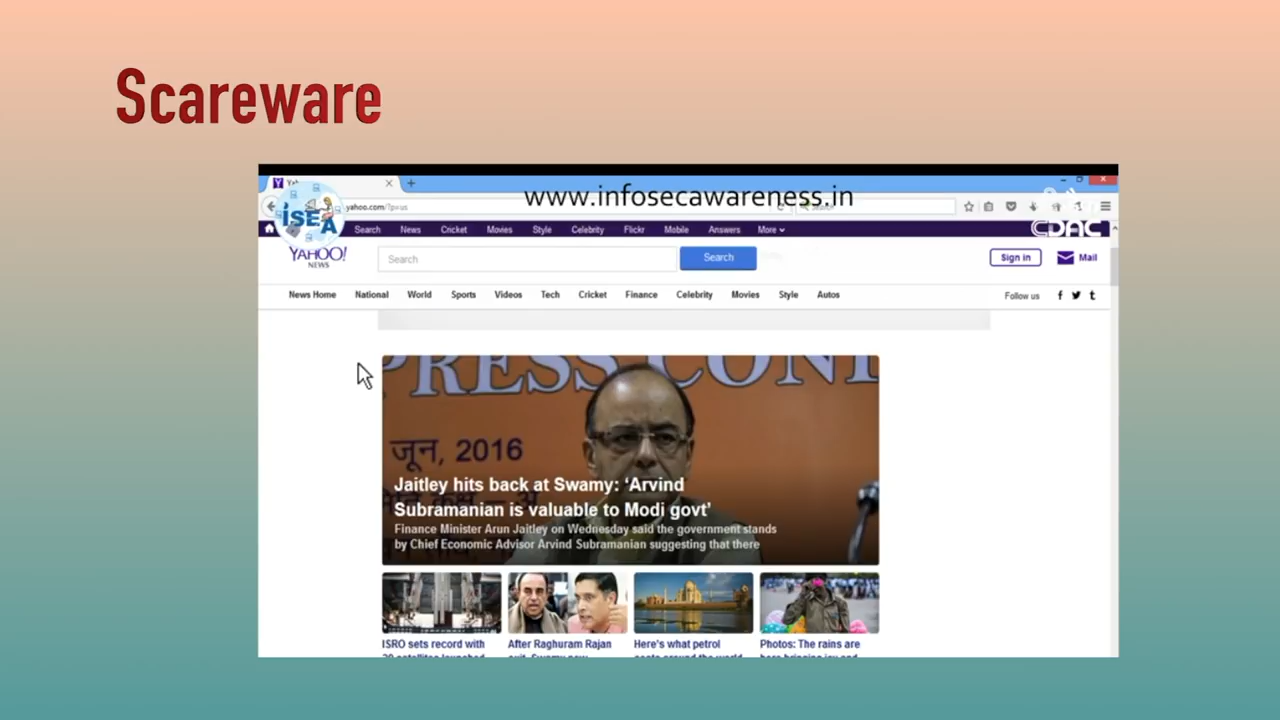 Scareware
www.infosecawareness.in
iSEA
yahoo.com/?p=us
Search
CDAC
Search News Cricket Movies Style Celebrity Flickr Mobile Answers More
YAHOO!
NEWS
Search
Search
Sign in
Mail
News Home National World Sports Videos Tech Cricket Finance Celebrity Movies Style Autos
Follow us
PRESS CONF
जून, 2016
Jaitley hits back at Swamy: ‘Arvind
Subramanian is valuable to Modi govt’
Finance Minister Arun Jaitley on Wednesday said the government stands
by Chief Economic Advisor Arvind Subramanian suggesting that there
ISRO sets record with
After Raghuram Rajan
Here's what petrol
Photos: The rains are